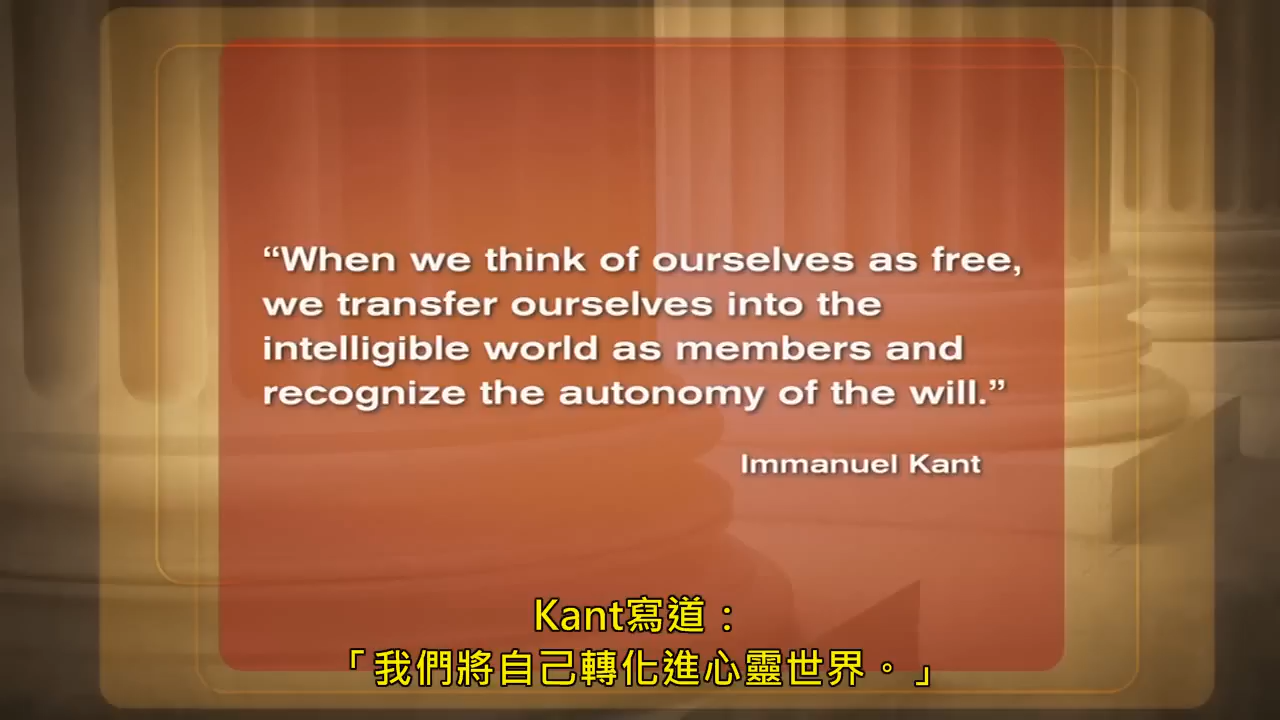 “When we think of ourselves as free,
we transfer ourselves into the
intelligible world as members and
recognize the autonomy of the will.”
Immanuel Kant
Kant寫道：
「我們將自己轉化進心靈世界。」